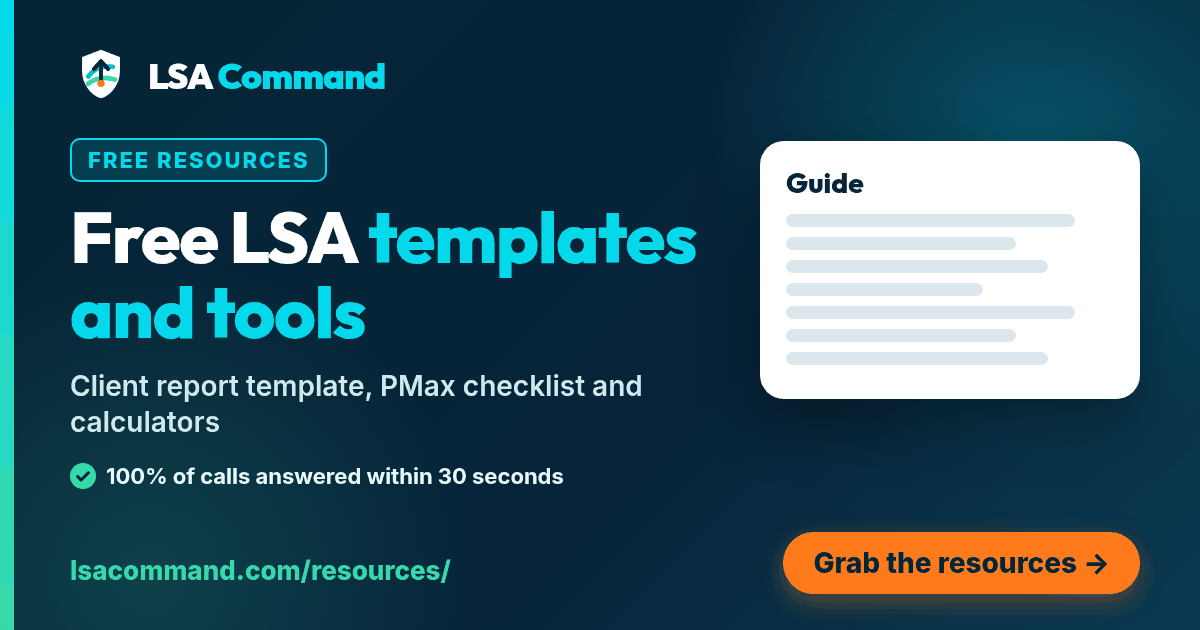 LSA Command
FREE RESOURCES
Free LSA templates
and tools
Client report template, PMax checklist and
calculators
100% of calls answered within 30 seconds
lsacommand.com/resources/
Guide
Grab the resources →